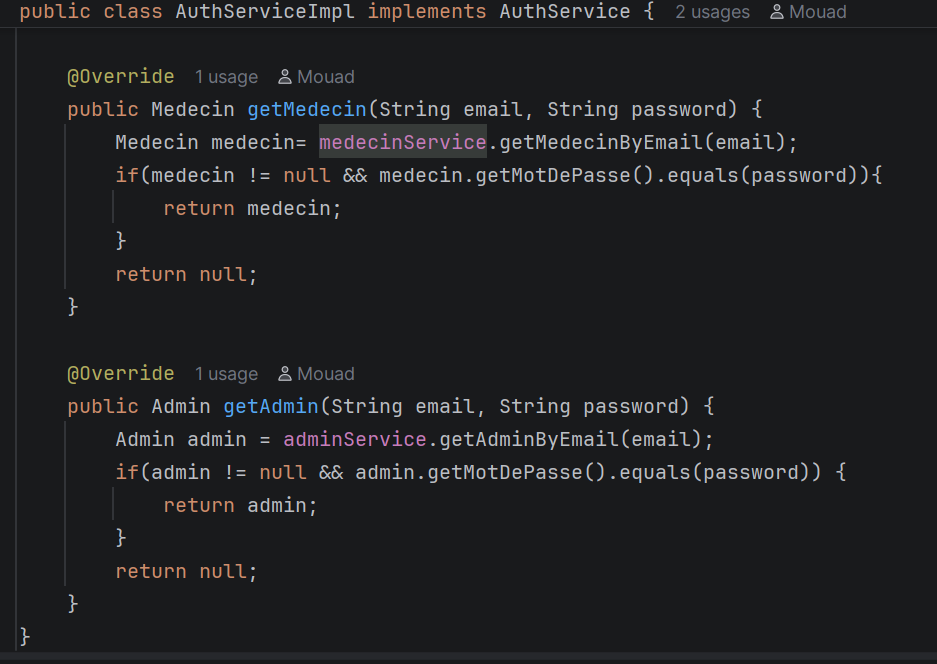 public class AuthServiceImpl implements AuthService {  2 usages  Mouad
@Override  1 usage  Mouad
public Medecin getMedecin(String email, String password) {
Medecin medecin= medecinService.getMedecinByEmail(email);
if(medecin != null && medecin.getMotDePasse().equals(password)){
return medecin;
}
return null;
}
@Override  1 usage  Mouad
public Admin getAdmin(String email, String password) {
Admin admin = adminService.getAdminByEmail(email);
if(admin != null && admin.getMotDePasse().equals(password)) {
return admin;
}
return null;
}
}